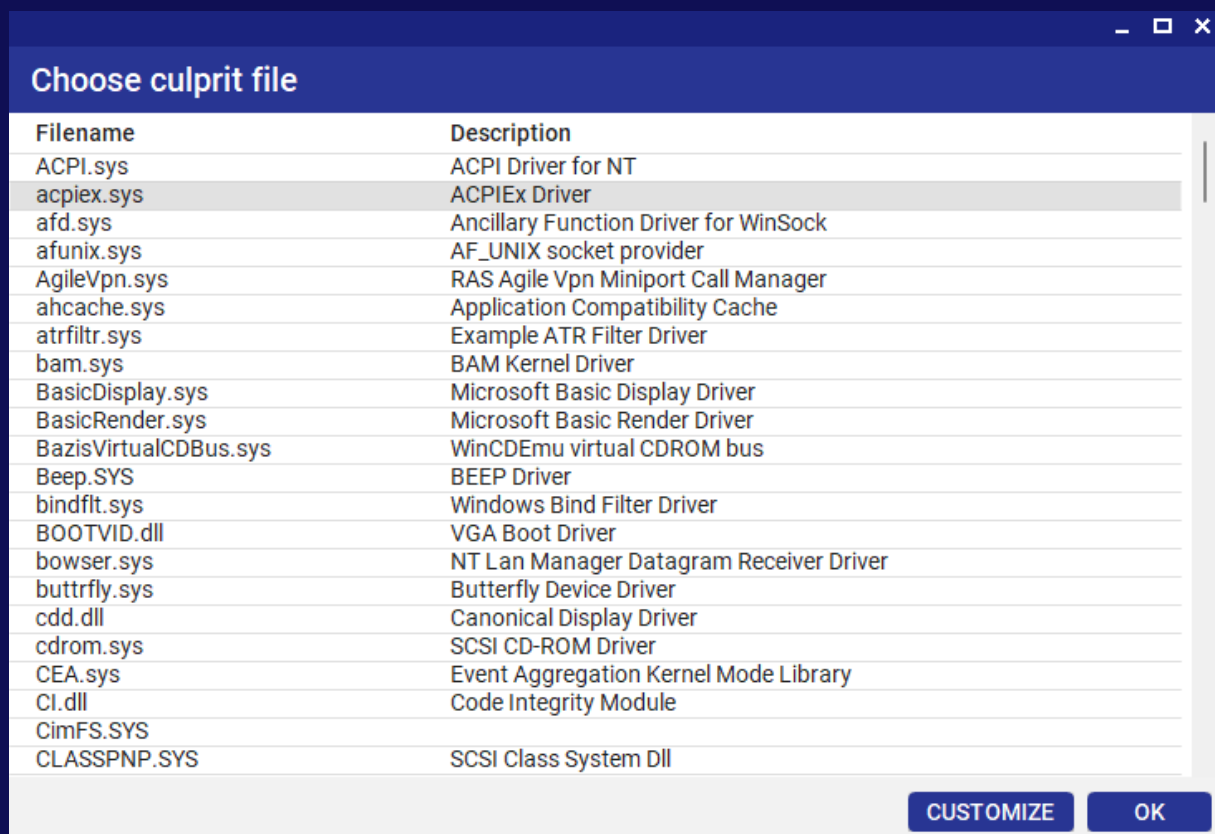 Choose culprit file
Filename Description
ACPI.sys ACPI Driver for NT
acpiex.sys ACPIEx Driver
afd.sys Ancillary Function Driver for WinSock
afunix.sys AF_UNIX socket provider
AgileVpn.sys RAS Agile Vpn Miniport Call Manager
ahcache.sys Application Compatibility Cache
atrfiltr.sys Example ATR Filter Driver
bam.sys BAM Kernel Driver
BasicDisplay.sys Microsoft Basic Display Driver
BasicRender.sys Microsoft Basic Render Driver
BazisVirtualCDBus.sys WinCDEmu virtual CDROM bus
Beep.SYS BEEP Driver
bindflt.sys Windows Bind Filter Driver
BOOTVID.dll VGA Boot Driver
bowser.sys NT Lan Manager Datagram Receiver Driver
buttrfly.sys Butterfly Device Driver
cdd.dll Canonical Display Driver
cdrom.sys SCSI CD-ROM Driver
CEA.sys Event Aggregation Kernel Mode Library
CI.dll Code Integrity Module
CimFS.SYS
CLASSPNP.SYS SCSI Class System Dll
CUSTOMIZE OK